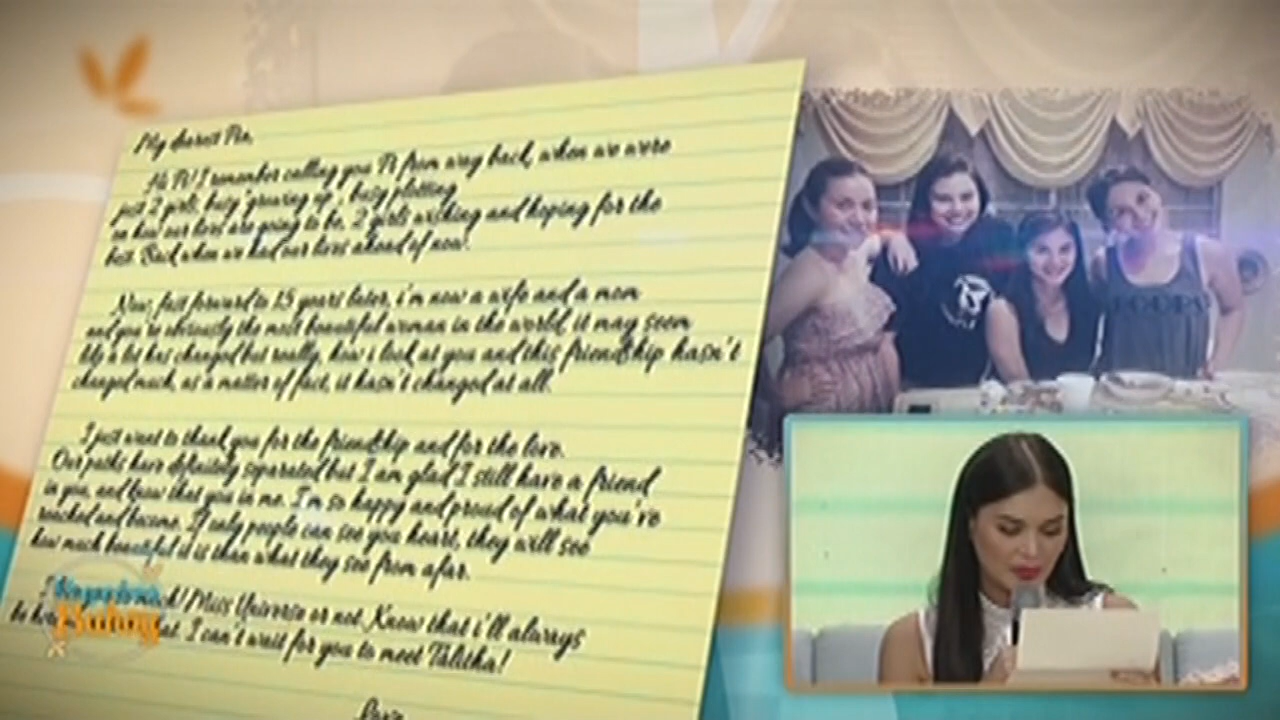 My dearest Pia,
Hi Pi! I remember calling you Pi from way back, when we were
just 2 girls, busy "growing up", busy plotting
on how our lives are going to be, 2 girls wishing and hoping for the
best. Back when we had our lives ahead of now.
Now, fast forward to 15 years later, i'm now a wife and a mom
and you're obviously the most beautiful woman in the world, it may seem
like a lot has changed but really, how i look at you and this friendship hasn't
changed much, as a matter of fact, it hasn't changed at all.
I just want to thank you for the friendship and for the love.
Our paths have definitely separated but I am glad I still have a friend
in you, and know that you in me. I'm so happy and proud of what you've
reached and become. If only people can see you heart, they will see
how much beautiful it is than what they see from afar.
I much! Miss Universe or not. Know that i'll always
be here I can't wait for you to meet Talitha!
Love
Magandang
Buhay